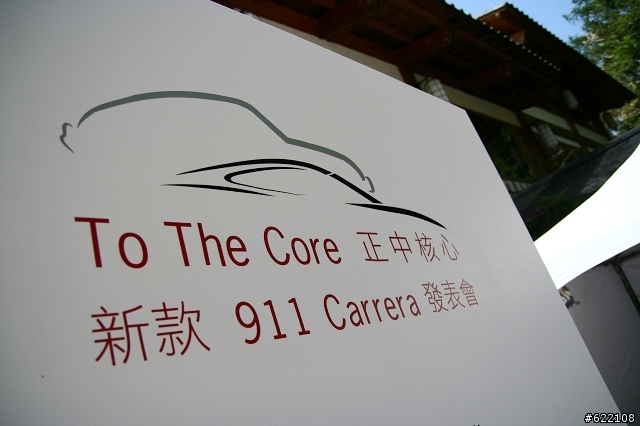 To The Core 正中核心
新款 911 Carrera 發表會
#622108